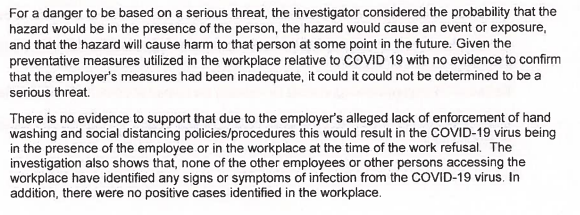 For a danger to be based on a serious threat, the investigator considered the probability that the
hazard would be in the presence of the person, the hazard would cause an event or exposure,
and that the hazard will cause harm to that person at some point in the future. Given the
preventative measures utilized in the workplace relative to COVID 19 with no evidence to confirm
that the employer's measures had been inadequate, it could it could not be determined to be a
serious threat.
There is no evidence to support that due to the employer's alleged lack of enforcement of hand
washing and social distancing policies/procedures this would result in the COVID-19 virus being
in the presence of the employee or in the workplace at the time of the work refusal. The
investigation also shows that, none of the other employees or other persons accessing the
workplace have identified any signs or symptoms of infection from the COVID-19 virus. In
addition, there were no positive cases identified in the workplace.